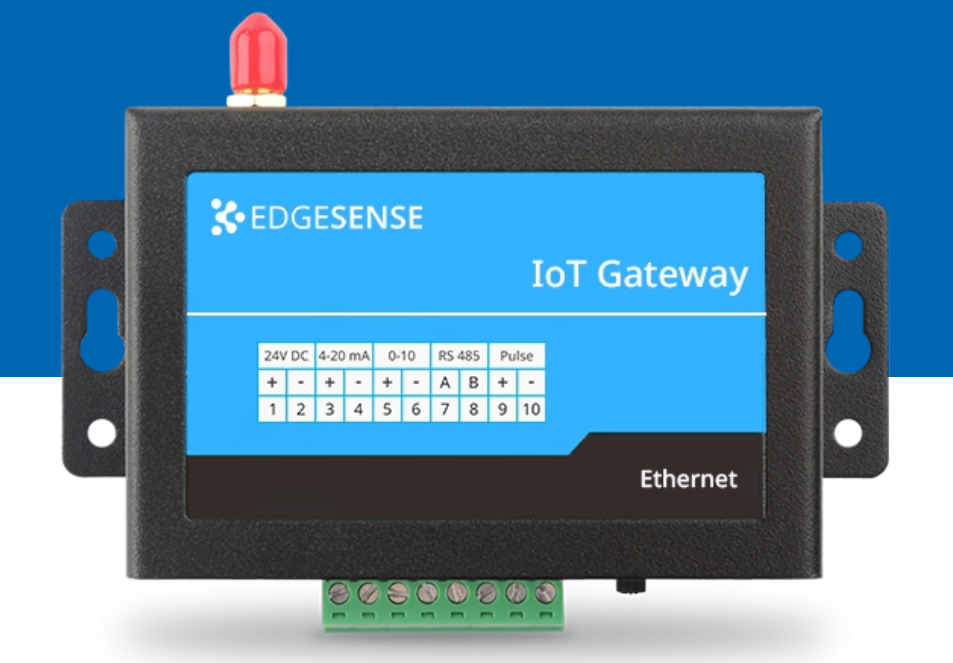 EDGESENSE
IoT Gateway
24V DC 4-20 mA 0-10 RS 485 Pulse
+ - + - + - A B + -
1 2 3 4 5 6 7 8 9 10
Ethernet